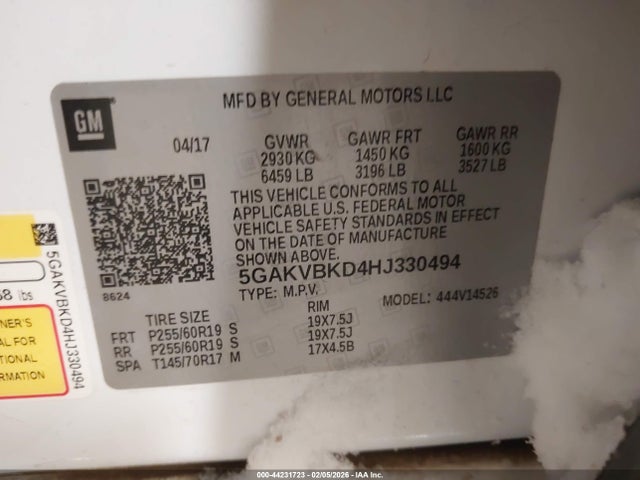 GM
MFD BY GENERAL MOTORS LLC
04/17
GVWR GAWR FRT GAWR RR
2930 KG 1450 KG 1600 KG
6459 LB 3196 LB 3527 LB
THIS VEHICLE CONFORMS TO ALL
APPLICABLE U.S. FEDERAL MOTOR
VEHICLE SAFETY STANDARDS IN EFFECT
ON THE DATE OF MANUFACTURE
SHOWN ABOVE.
5GAKVBKD4HJ330494
8624
TYPE: M.P.V. MODEL: 444V14526
TIRE SIZE RIM
FRT P255/60R19 S 19X7.5J
RR P255/60R19 S 19X7.5J
SPA T145/70R17 M 17X4.5B
5GAKVBKD4HJ330494
lbs
NER'S
AL FOR
TIONAL
RMATION
000-44231723 - 02/05/2026 - IAA Inc.